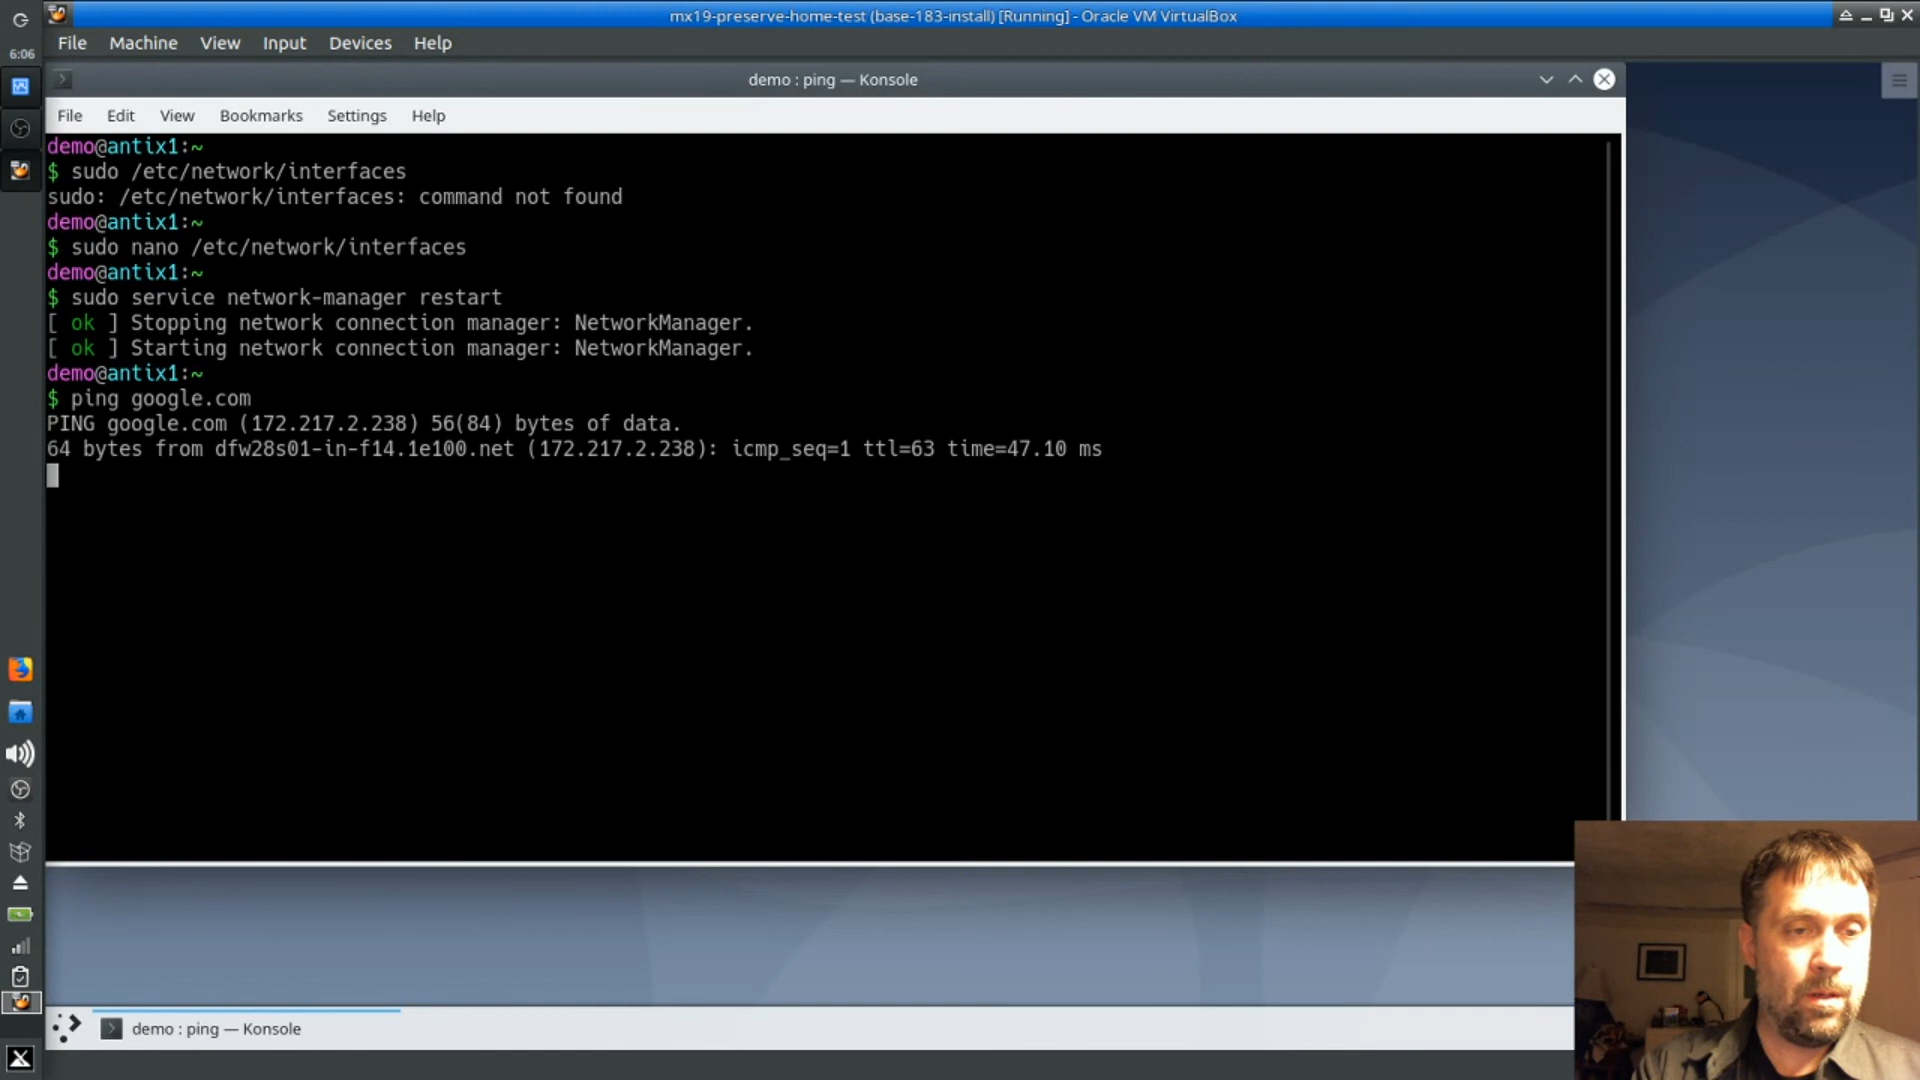 mx19-preserve-home-test (base-183-install) [Running] - Oracle VM VirtualBox
File Machine View Input Devices Help
6:06
demo : ping — Konsole
File Edit View Bookmarks Settings Help
demo@antix1:~
$ sudo /etc/network/interfaces
sudo: /etc/network/interfaces: command not found
demo@antix1:~
$ sudo nano /etc/network/interfaces
demo@antix1:~
$ sudo service network-manager restart
[ ok ] Stopping network connection manager: NetworkManager.
[ ok ] Starting network connection manager: NetworkManager.
demo@antix1:~
$ ping google.com
PING google.com (172.217.2.238) 56(84) bytes of data.
64 bytes from dfw28s01-in-f14.1e100.net (172.217.2.238): icmp_seq=1 ttl=63 time=47.10 ms
demo : ping — Konsole